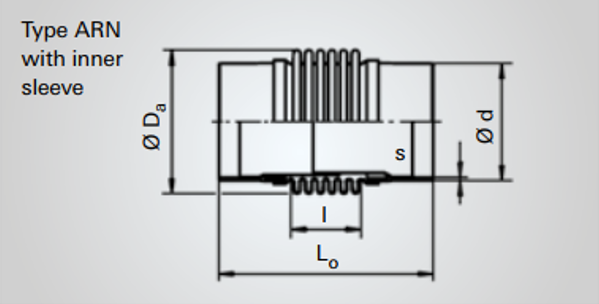 Type ARN
with inner
sleeve
Ø Dₐ
Ø d
s
l
Lₒ